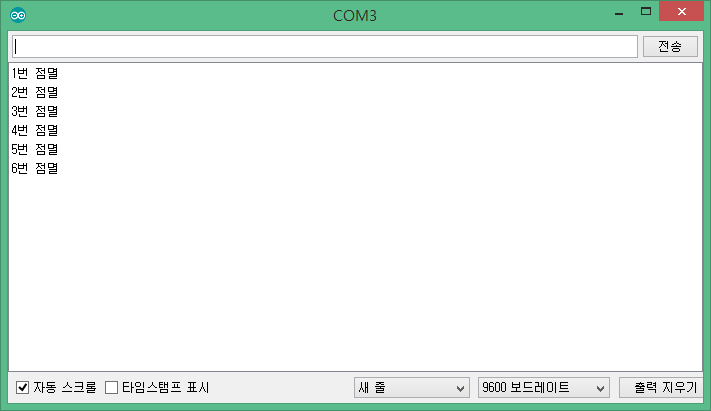 COM3
전송
1번 점멸
2번 점멸
3번 점멸
4번 점멸
5번 점멸
6번 점멸
자동 스크롤 타임스탬프 표시 새 줄 9600 보드레이트 출력 지우기